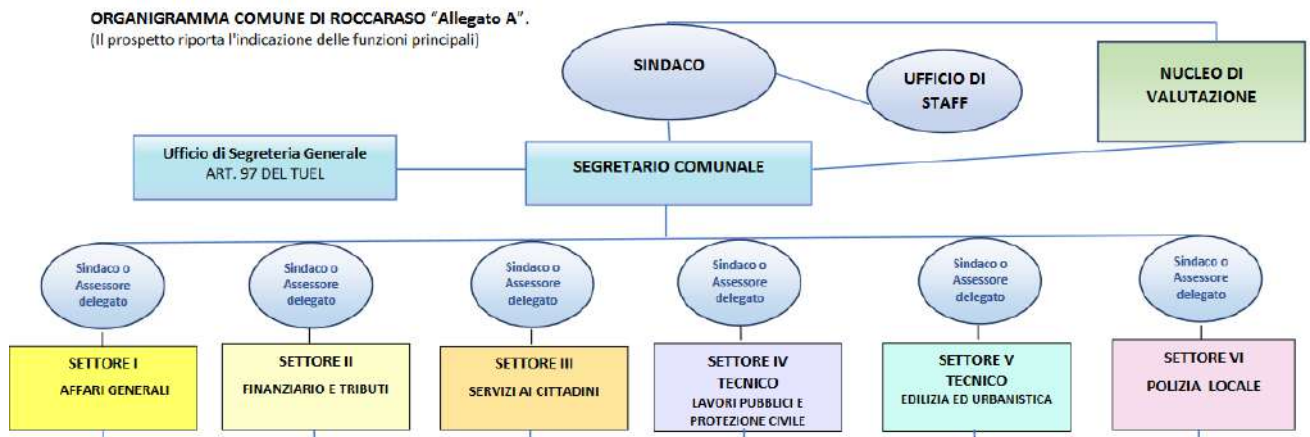 ORGANIGRAMMA COMUNE DI ROCCARASO "Allegato A".
(Il prospetto riporta l'indicazione delle funzioni principali)
SINDACO
UFFICIO DI
STAFF
NUCLEO DI
VALUTAZIONE
Ufficio di Segreteria Generale
ART. 97 DEL TUEL
SEGRETARIO COMUNALE
Sindaco o
Assessore
delegato
Sindaco o
Assessore
delegato
Sindaco o
Assessore
delegato
Sindaco o
Assessore
delegato
Sindaco o
Assessore
delegato
Sindaco o
Assessore
delegato
SETTORE I
AFFARI GENERALI
SETTORE II
FINANZIARIO E TRIBUTI
SETTORE III
SERVIZI AI CITTADINI
SETTORE IV
TECNICO
LAVORI PUBBLICI E
PROTEZIONE CIVILE
SETTORE V
TECNICO
EDILIZIA ED URBANISTICA
SETTORE VI
POLIZIA LOCALE